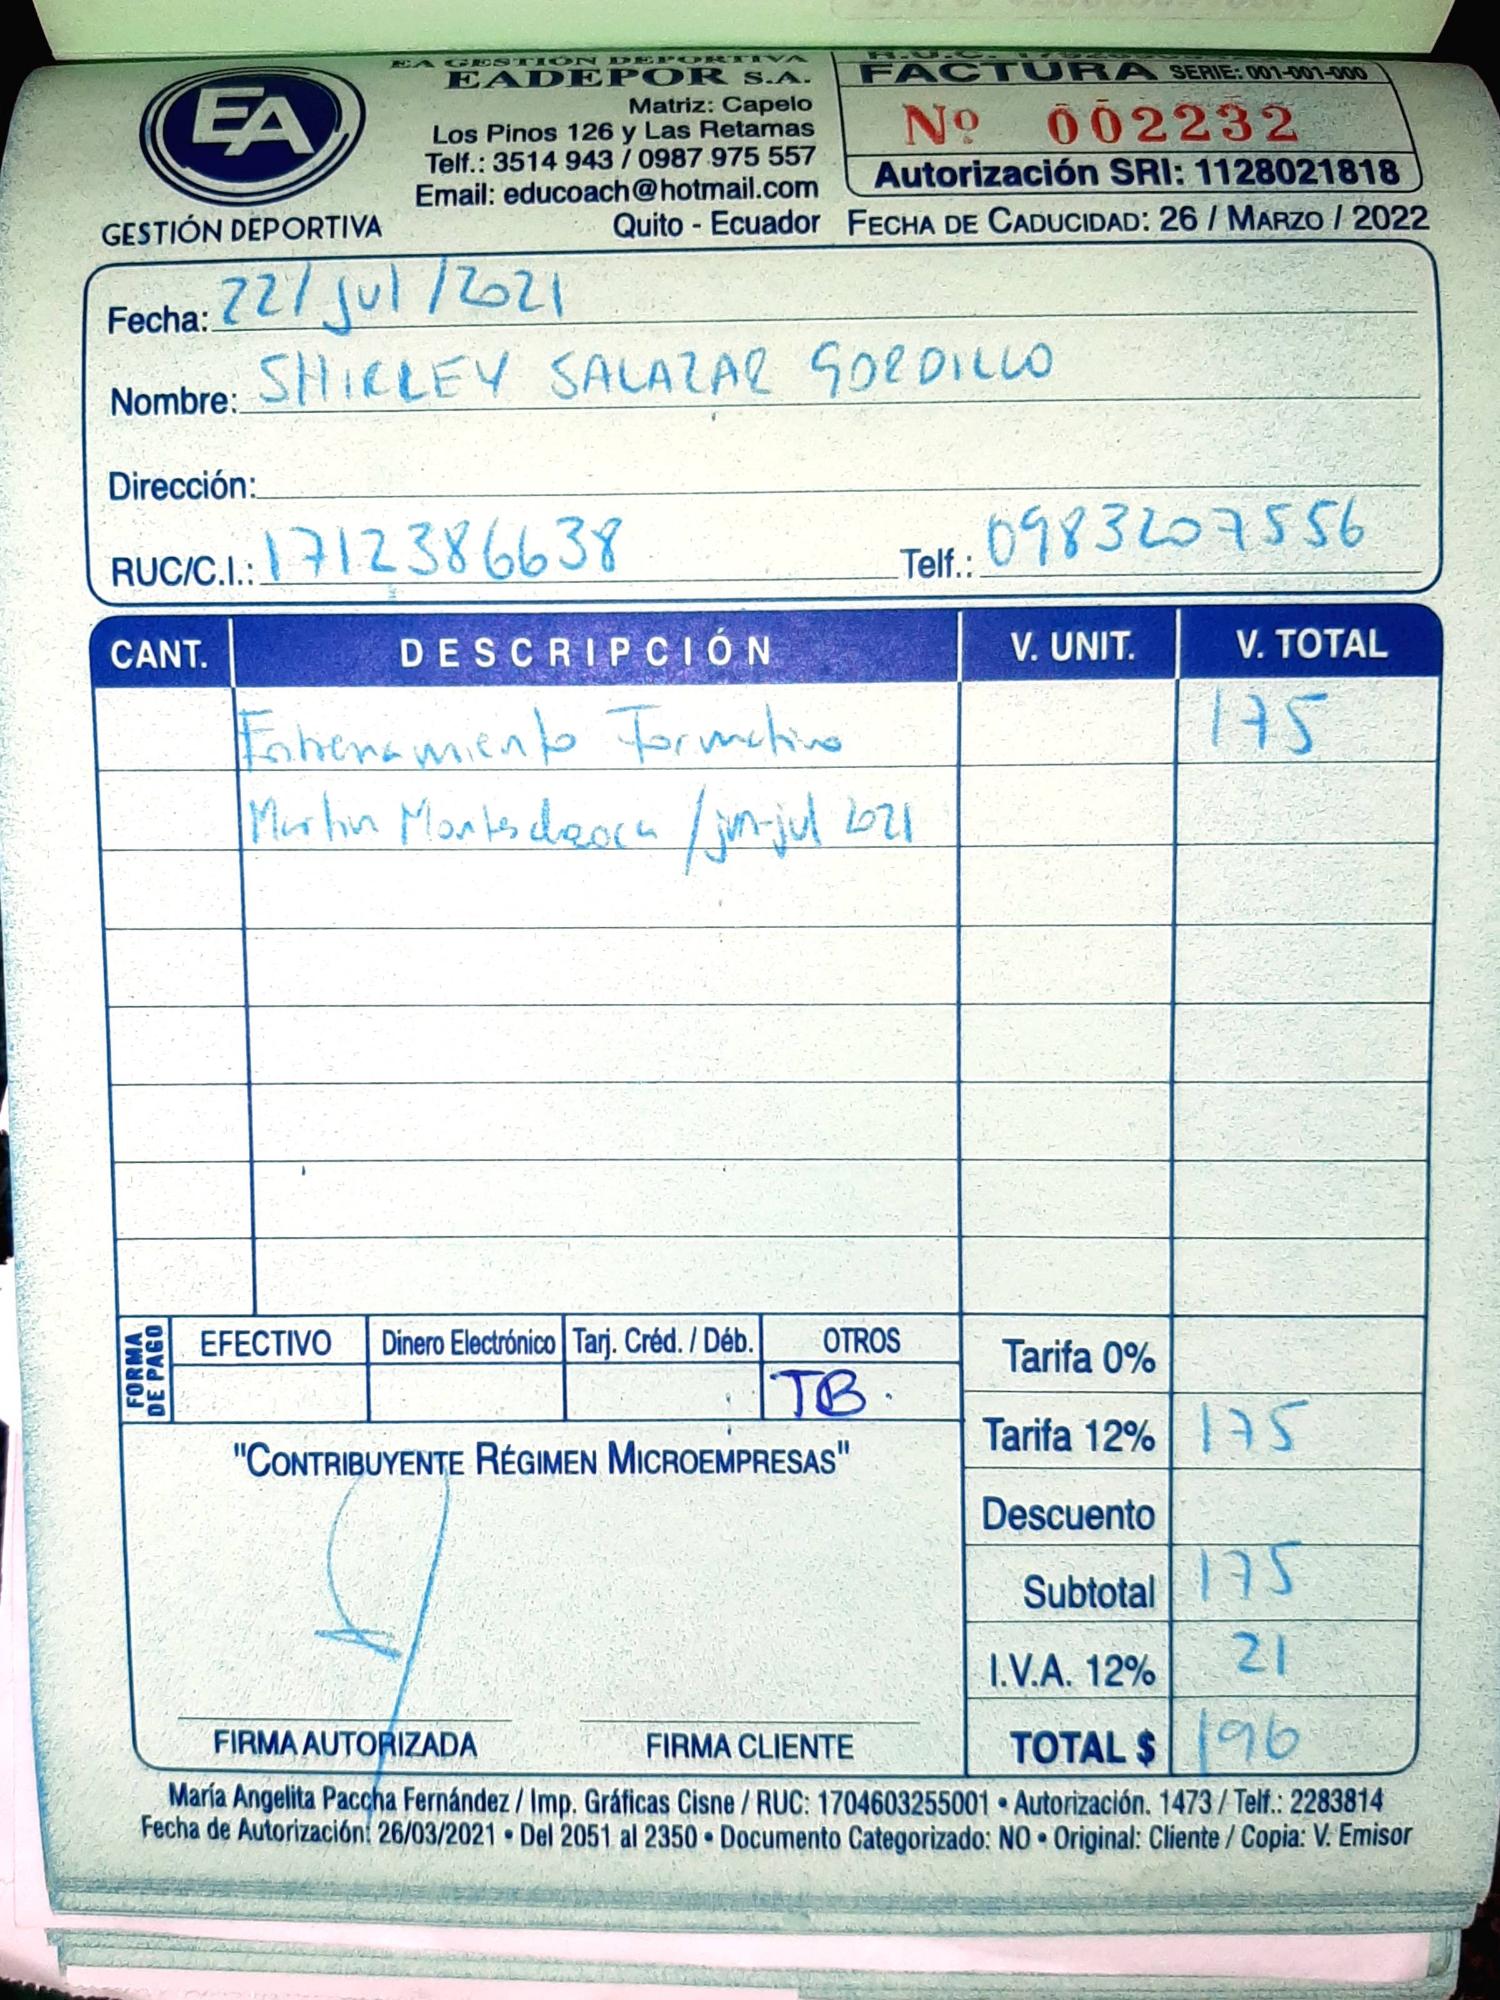 EA GESTIÓN DEPORTIVA
EADEPOR S.A.
Matriz: Capelo
Los Pinos 126 y Las Retamas
Telf.: 3514 943 / 0987 975 557
Email: educoach@hotmail.com
Quito - Ecuador
EA
GESTIÓN DEPORTIVA
FACTURA SERIE: 001-001-000
Nº 002232
Autorización SRI: 1128021818
FECHA DE CADUCIDAD: 26 / MARZO / 2022
Fecha: 22/jul/2021
Nombre: SHIRLEY SALAZAR GORDILLO
Dirección:
RUC/C.I.: 1712386638 Telf.: 0983207556
CANT. DESCRIPCIÓN V. UNIT. V. TOTAL
Entrenamiento Formativo 175
Martin Montesdeoca / jun-jul 2021
FORMA DE PAGO
EFECTIVO Dinero Electrónico Tarj. Créd. / Déb. OTROS
TB.
Tarifa 0%
Tarifa 12% 175
Descuento
Subtotal 175
I.V.A. 12% 21
TOTAL $ 196
"CONTRIBUYENTE RÉGIMEN MICROEMPRESAS"
FIRMA AUTORIZADA FIRMA CLIENTE
María Angelita Paccha Fernández / Imp. Gráficas Cisne / RUC: 1704603255001 • Autorización. 1473 / Telf.: 2283814
Fecha de Autorización: 26/03/2021 • Del 2051 al 2350 • Documento Categorizado: NO • Original: Cliente / Copia: V. Emisor